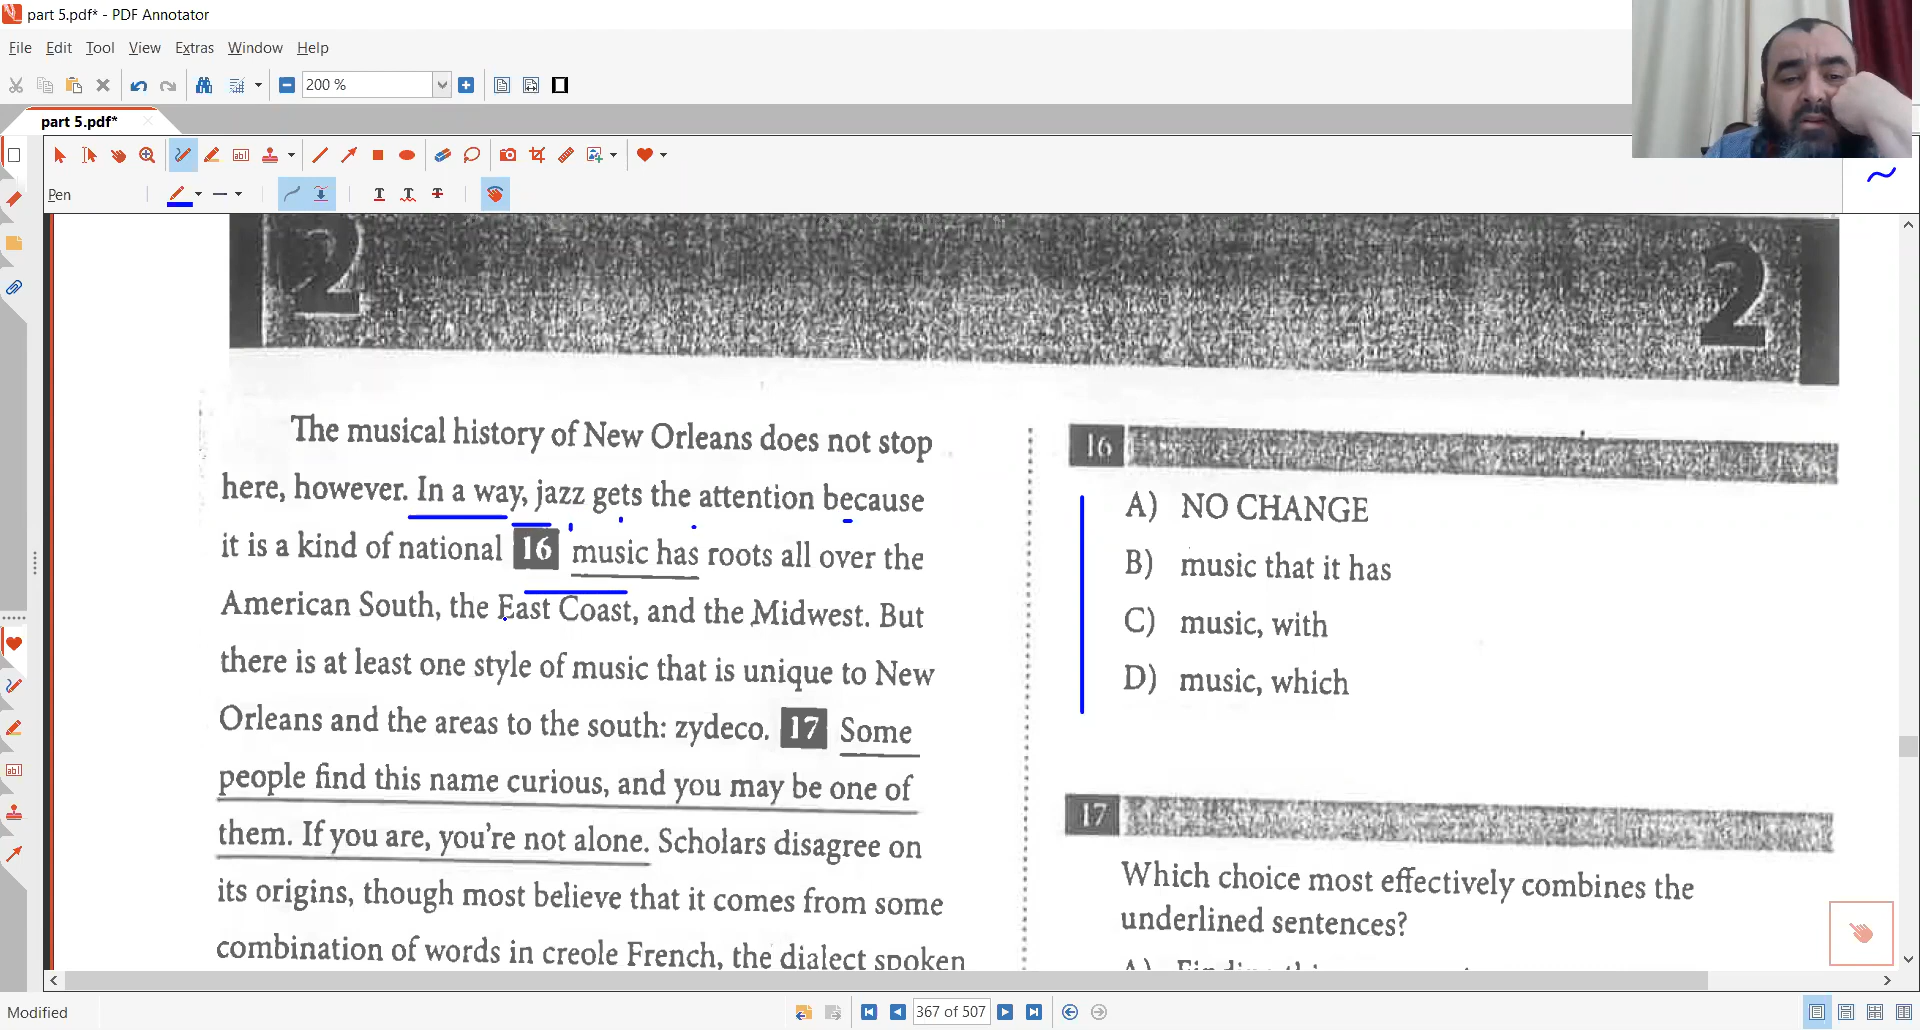 part 5.pdf* - PDF Annotator
File Edit Tool View Extras Window Help
200 %
part 5.pdf*
Pen
2 2
The musical history of New Orleans does not stop
here, however. In a way, jazz gets the attention because
it is a kind of national 16 music has roots all over the
American South, the East Coast, and the Midwest. But
there is at least one style of music that is unique to New
Orleans and the areas to the south: zydeco. 17 Some
people find this name curious, and you may be one of
them. If you are, you're not alone. Scholars disagree on
its origins, though most believe that it comes from some
combination of words in creole French, the dialect spoken
16
A) NO CHANGE
B) music that it has
C) music, with
D) music, which
17
Which choice most effectively combines the
underlined sentences?
A)
Modified
367 of 507